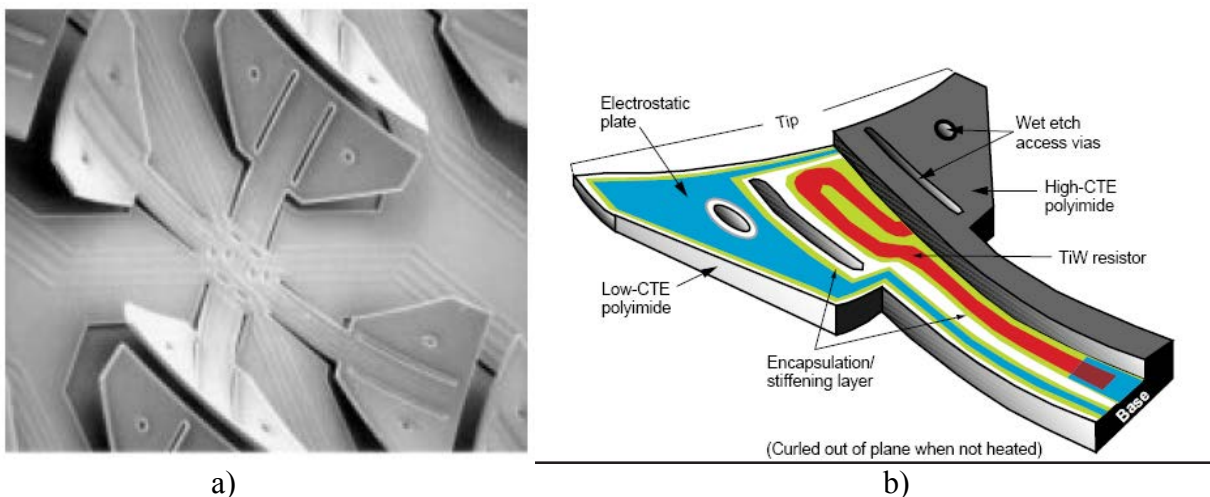 Electrostatic
plate
Tip
Wet etch
access vias
High-CTE
polyimide
TiW resistor
Low-CTE
polyimide
Encapsulation/
stiffening layer
Base
(Curled out of plane when not heated)
a)
b)